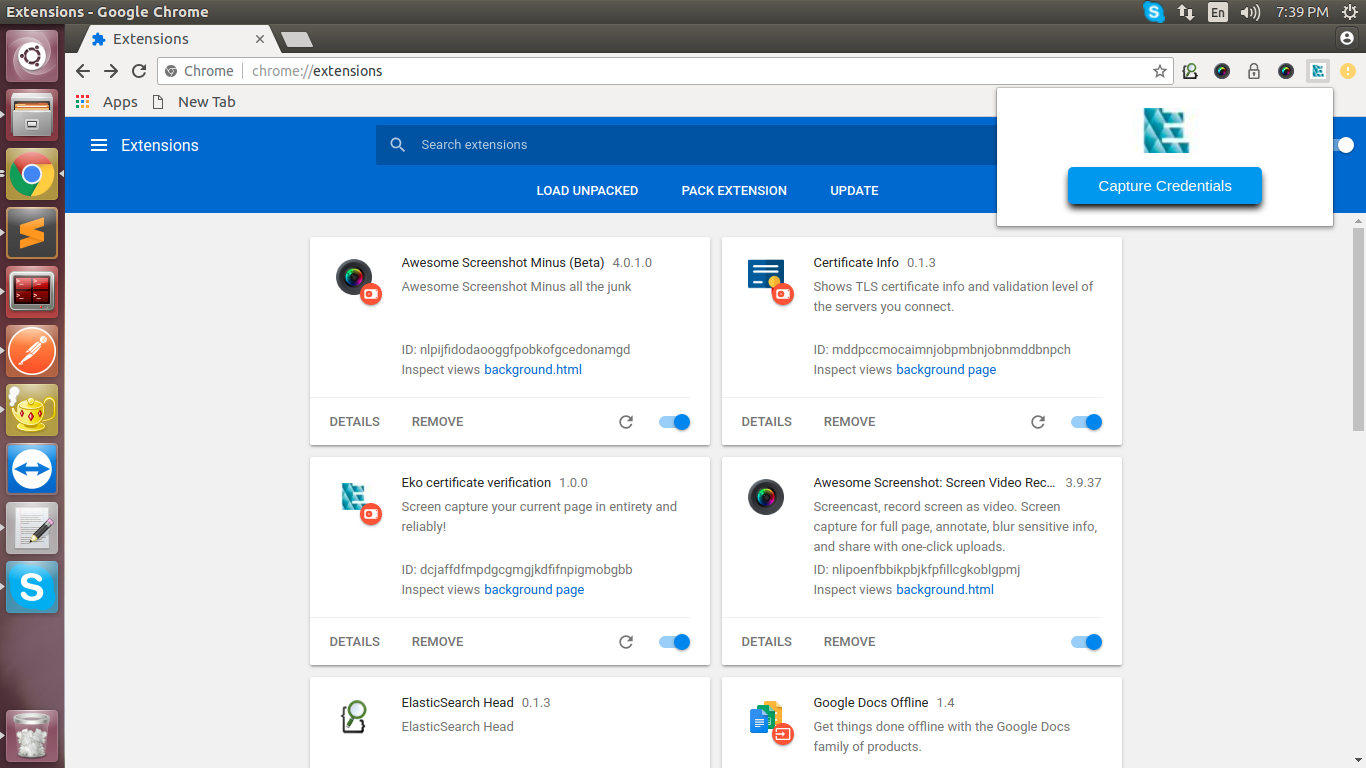 Extensions - Google Chrome
En
7:39 PM
Extensions
Chrome
chrome://extensions
Apps
New Tab
Extensions
Search extensions
Capture Credentials
LOAD UNPACKED
PACK EXTENSION
UPDATE
Awesome Screenshot Minus (Beta) 4.0.1.0
Awesome Screenshot Minus all the junk
ID: nlpijfidodaooggfpobkofgcedonamgd
Inspect views background.html
DETAILS
REMOVE
Certificate Info 0.1.3
Shows TLS certificate info and validation level of
the servers you connect.
ID: mddpccmocaimnjobpmbnjobnmddbnpch
Inspect views background page
DETAILS
REMOVE
Eko certificate verification 1.0.0
Screen capture your current page in entirety and
reliably!
ID: dcjaffdfmpdgcgmgjkdfifnpigmobgbb
Inspect views background page
DETAILS
REMOVE
Awesome Screenshot: Screen Video Rec... 3.9.37
Screencast, record screen as video. Screen
capture for full page, annotate, blur sensitive info,
and share with one-click uploads.
ID: nlipoenfbbikpbjkfpfillcgkoblgpmj
Inspect views background.html
DETAILS
REMOVE
ElasticSearch Head 0.1.3
ElasticSearch Head
Google Docs Offline 1.4
Get things done offline with the Google Docs
family of products.